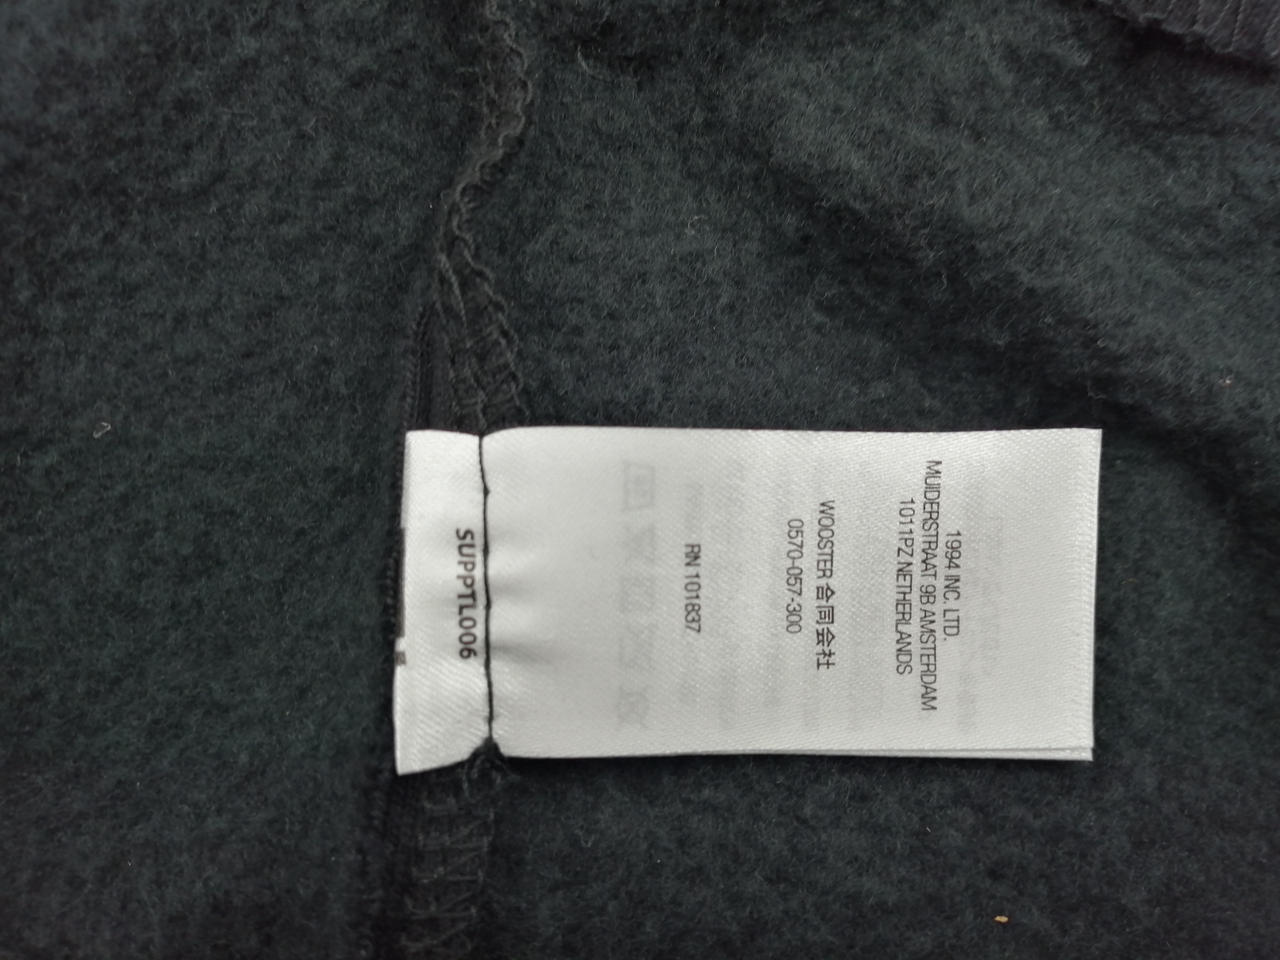 1994 INC. LTD.
MUIDERSTRAAT 9B AMSTERDAM
1011PZ NETHERLANDS
WOOSTER 合同会社
0570-057-300
RN 101837
SUPPTL006